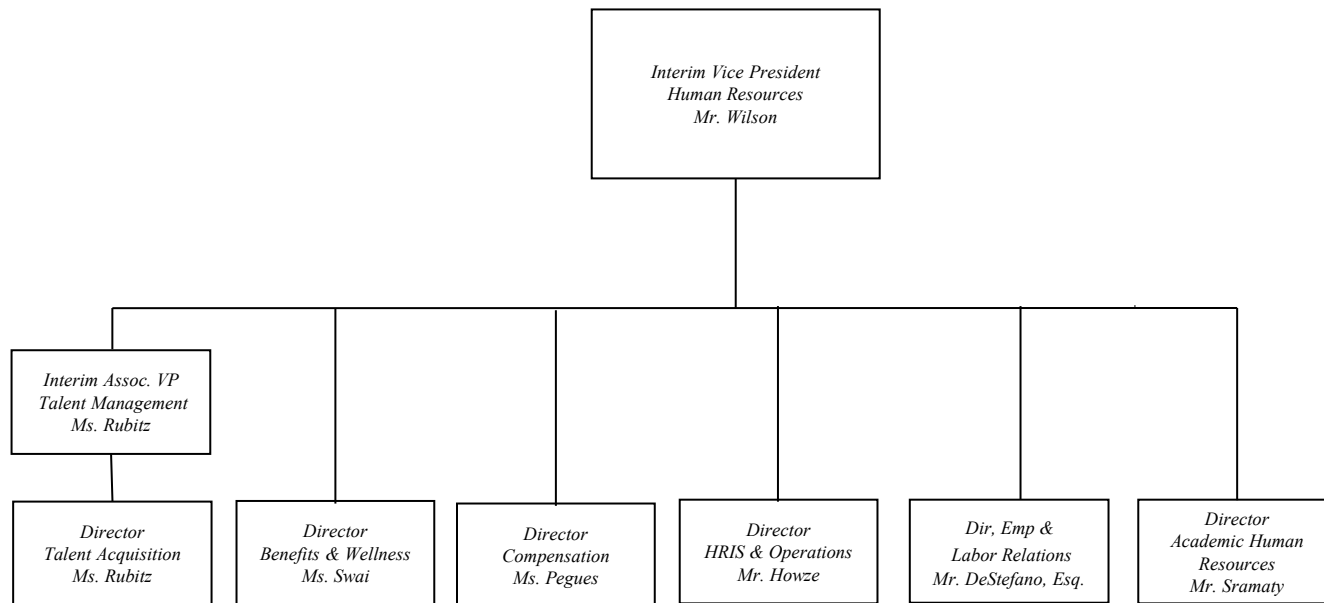 Interim Vice President
Human Resources
Mr. Wilson
Interim Assoc. VP
Talent Management
Ms. Rubitz
Director
Talent Acquisition
Ms. Rubitz
Director
Benefits & Wellness
Ms. Swai
Director
Compensation
Ms. Pegues
Director
HRIS & Operations
Mr. Howze
Dir, Emp &
Labor Relations
Mr. DeStefano, Esq.
Director
Academic Human
Resources
Mr. Sramaty